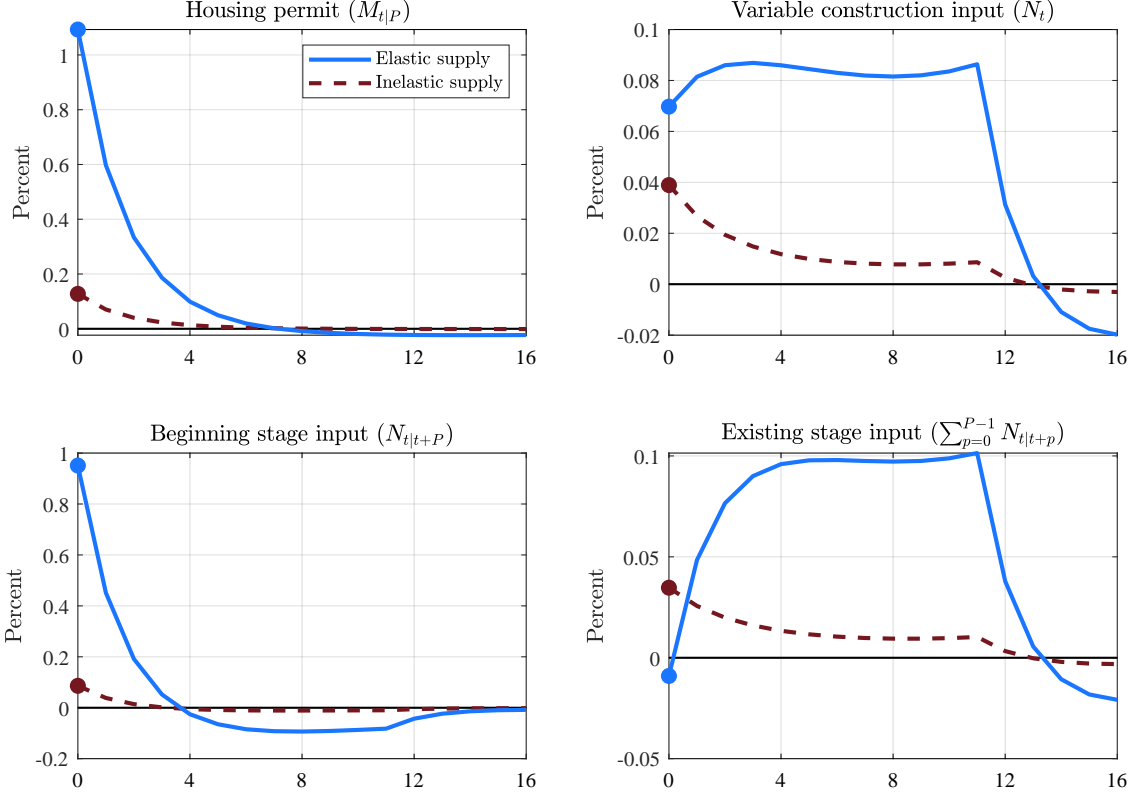 Housing permit (M_{t|P})
Elastic supply
Inelastic supply
Percent
1
0.8
0.6
0.4
0.2
0
0 4 8 12 16
Variable construction input (N_t)
Percent
0.1
0.08
0.06
0.04
0.02
0
-0.02
0 4 8 12 16
Beginning stage input (N_{t|t+P})
Percent
1
0.8
0.6
0.4
0.2
0
-0.2
0 4 8 12 16
Existing stage input (∑_{p=0}^{P-1} N_{t|t+p})
Percent
0.1
0.05
0
-0.05
0 4 8 12 16